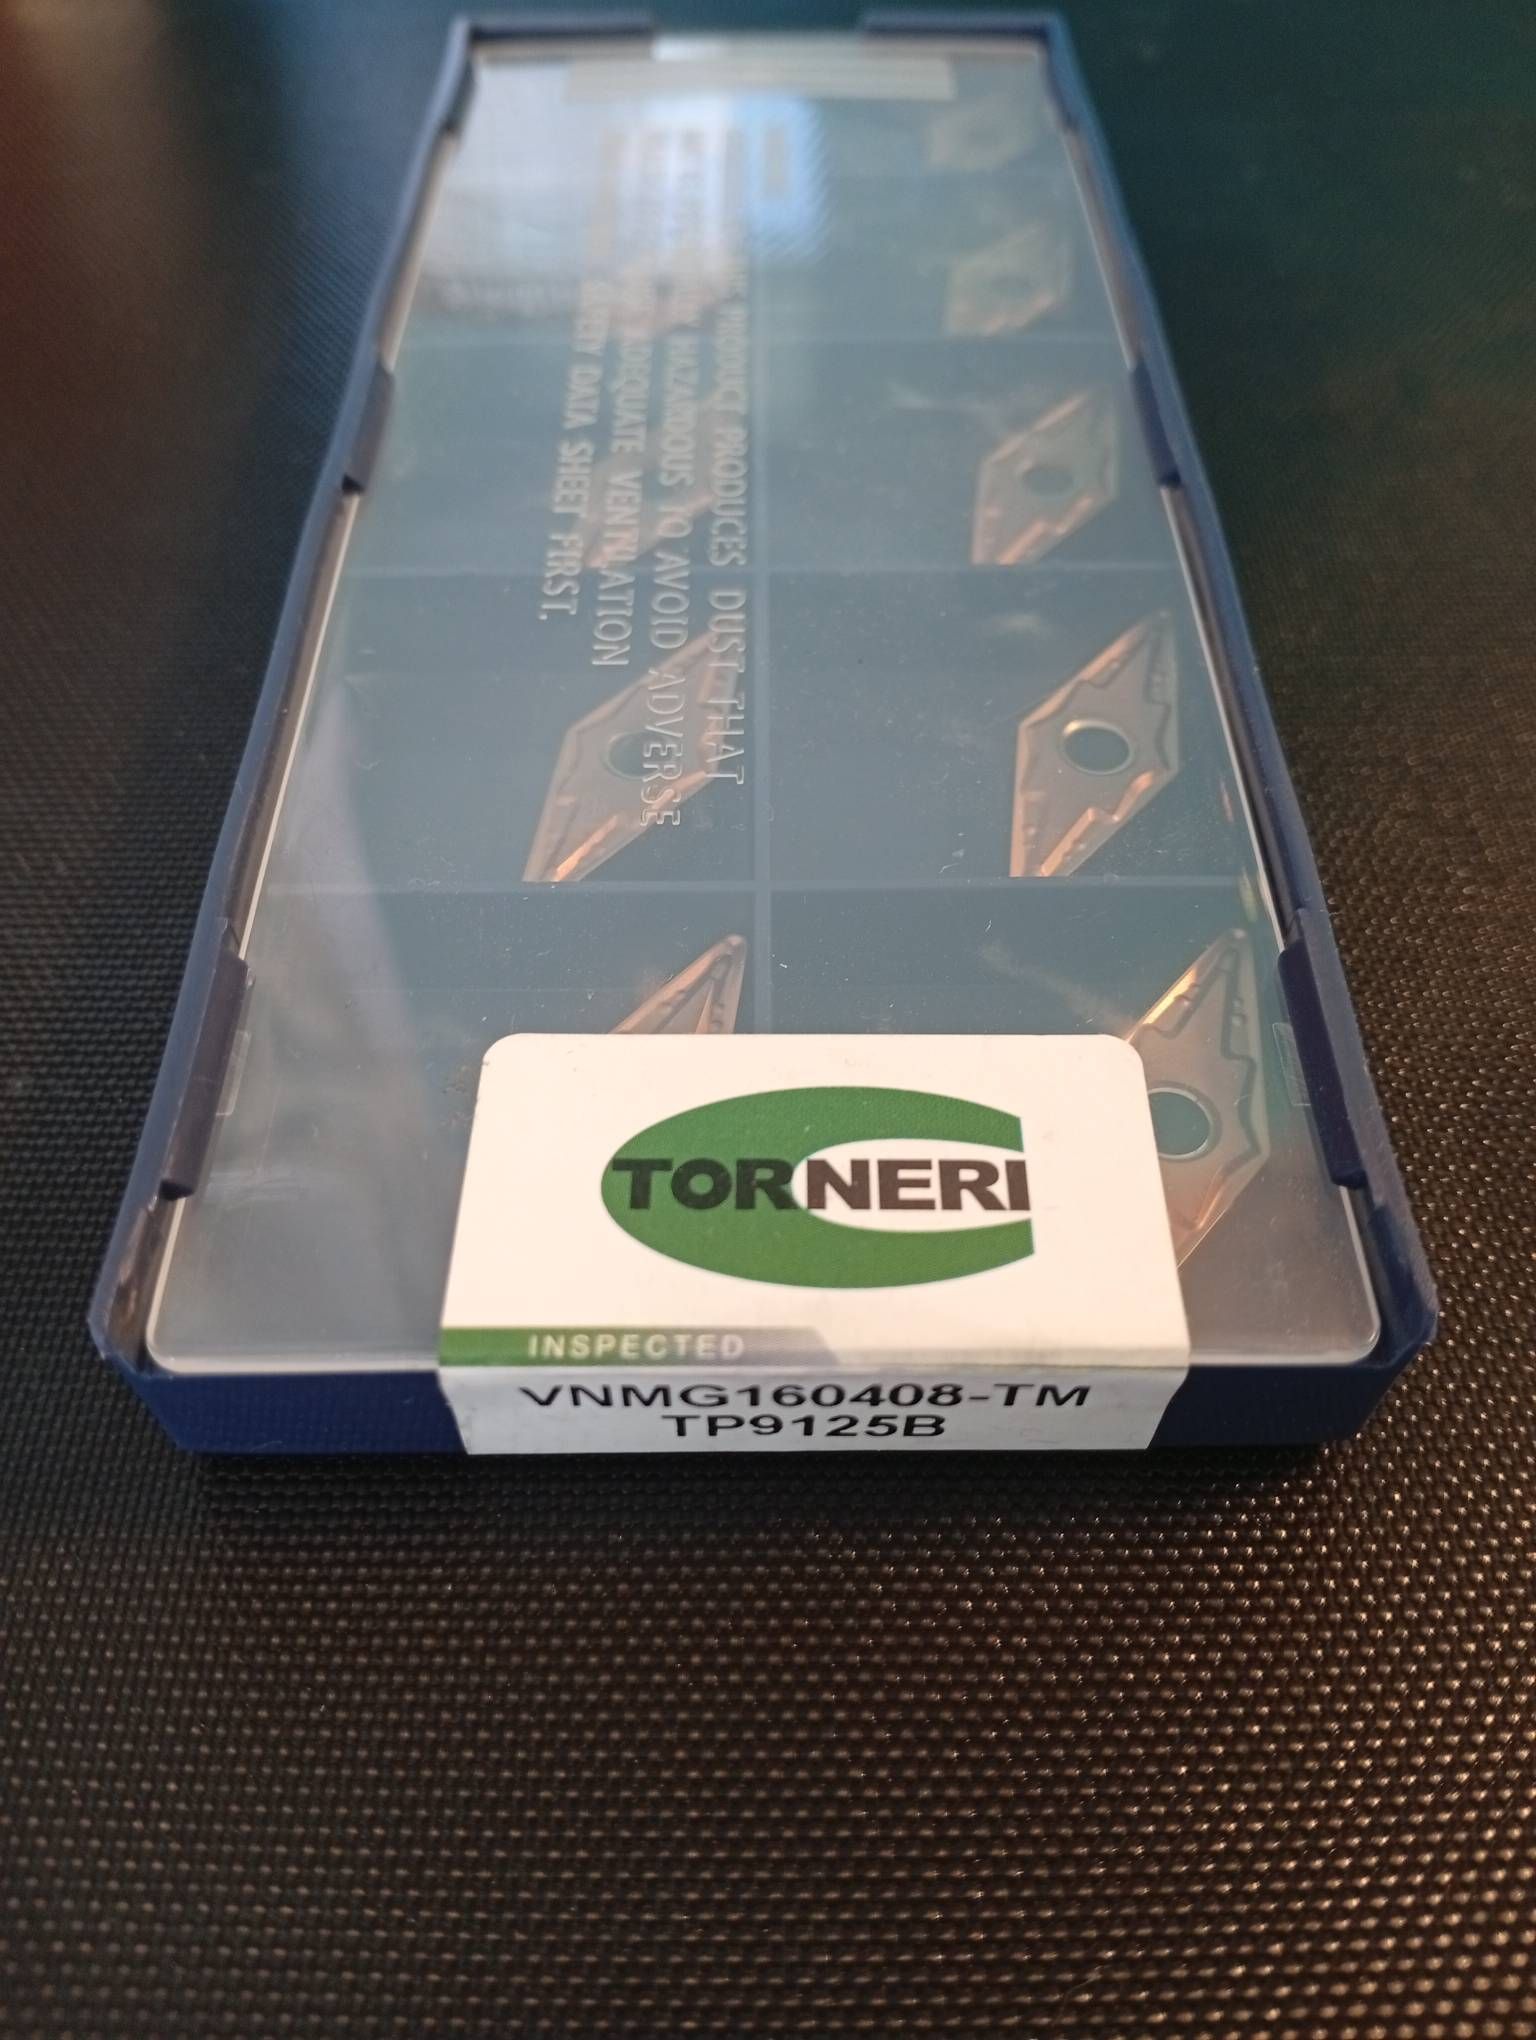 PRODUCT PRODUCES DUST THAT
HAZARDOUS TO AVOID ADVERSE
ADEQUATE VENTILATION
SAFETY DATA SHEET FIRST.
TORNERI
INSPECTED
VNMG160408-TM
TP9125B